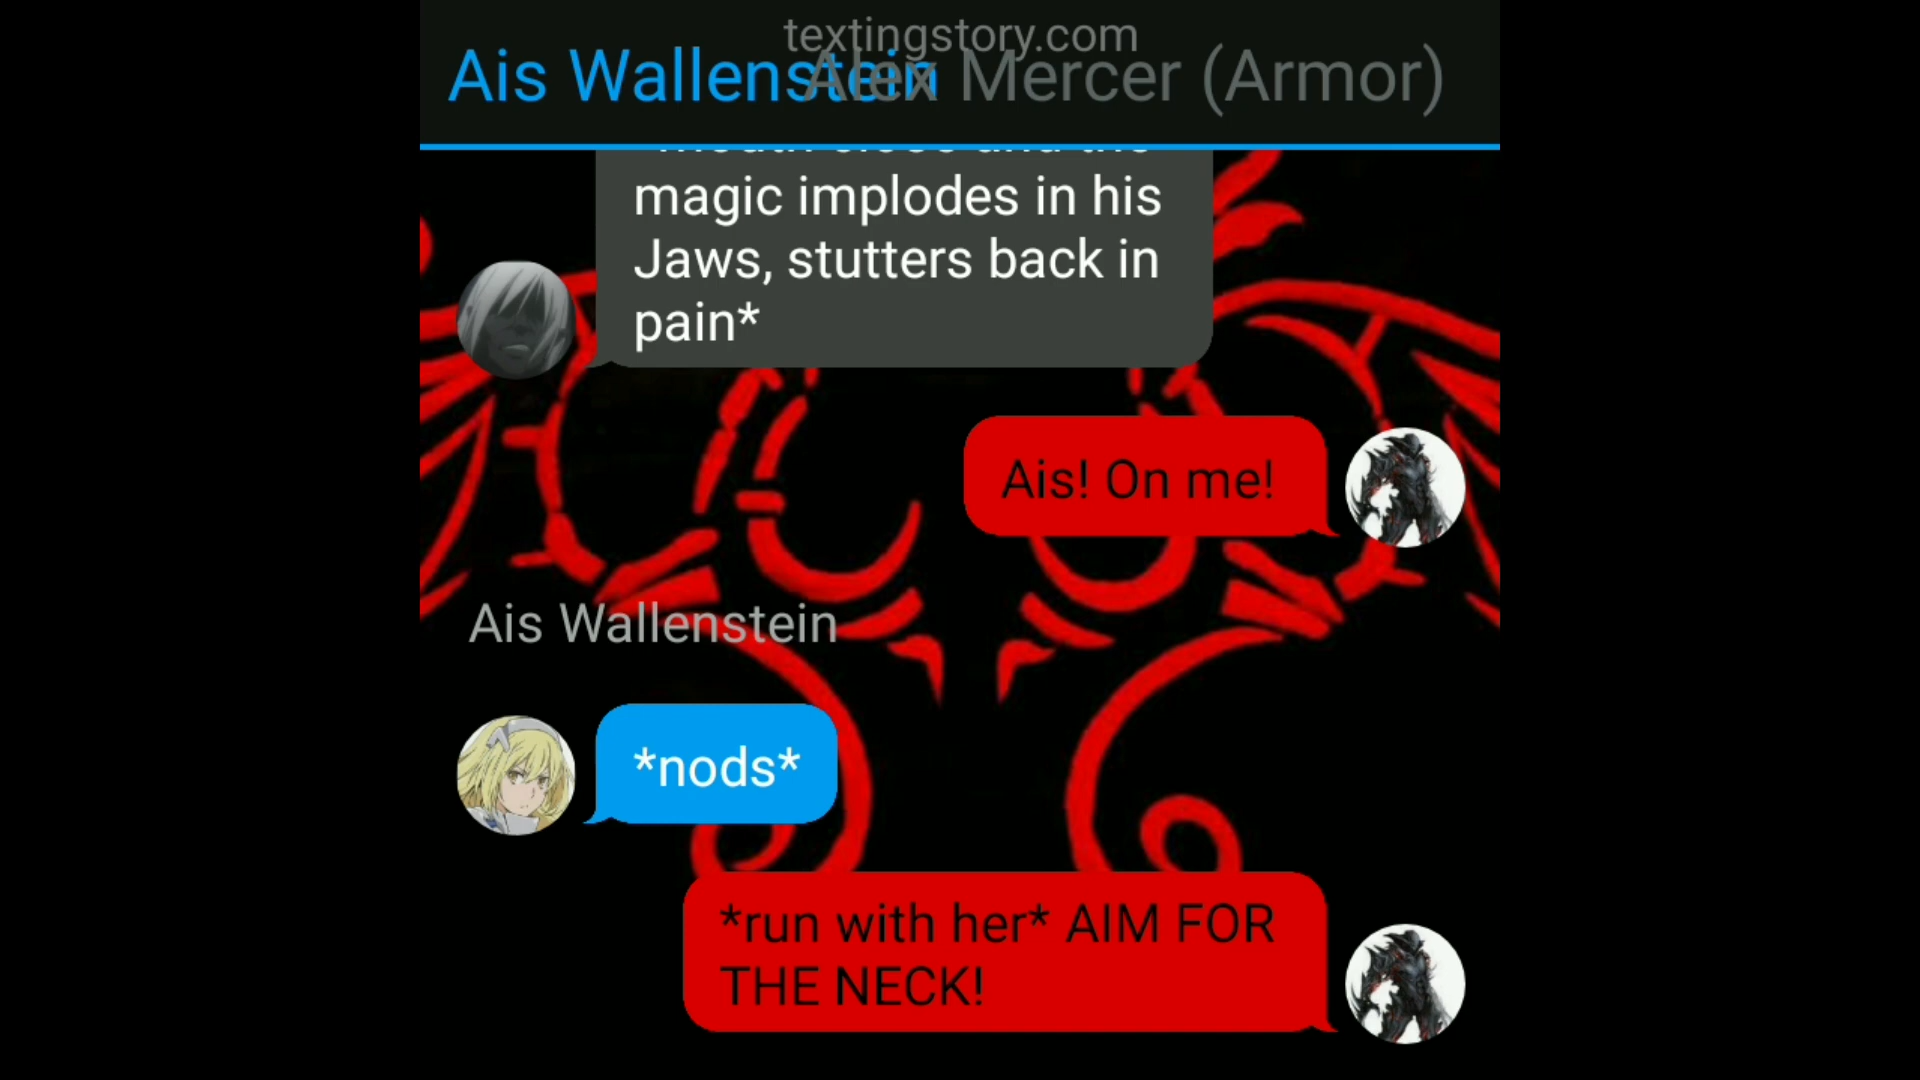 textingstory.com
Ais Wallenstein Alex Mercer (Armor)
magic implodes in his
Jaws, stutters back in
pain*
Ais! On me!
Ais Wallenstein
*nods*
*run with her* AIM FOR
THE NECK!